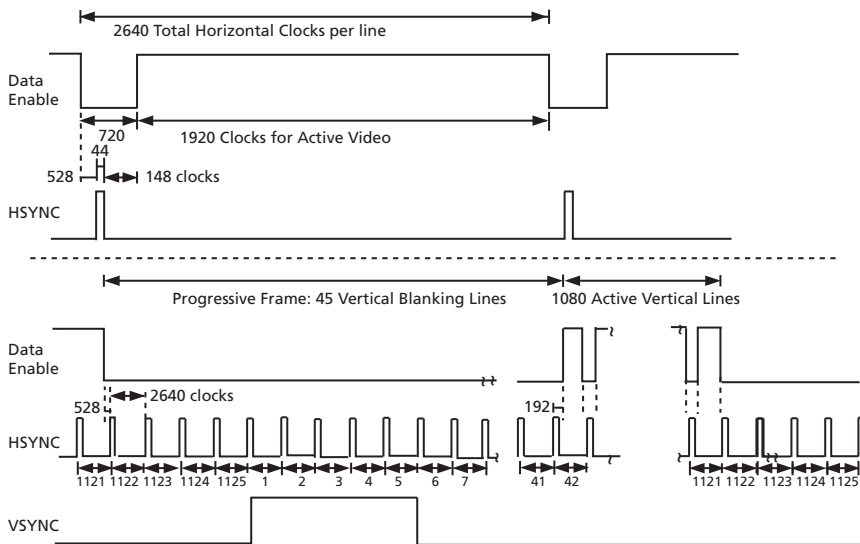 2640 Total Horizontal Clocks per line
Data
Enable
720
1920 Clocks for Active Video
44
528
148 clocks
HSYNC
Progressive Frame: 45 Vertical Blanking Lines
1080 Active Vertical Lines
Data
Enable
2640 clocks
528
192
HSYNC
1121 1122 1123 1124 1125 1 2 3 4 5 6 7 41 42 1121 1122 1123 1124 1125
VSYNC